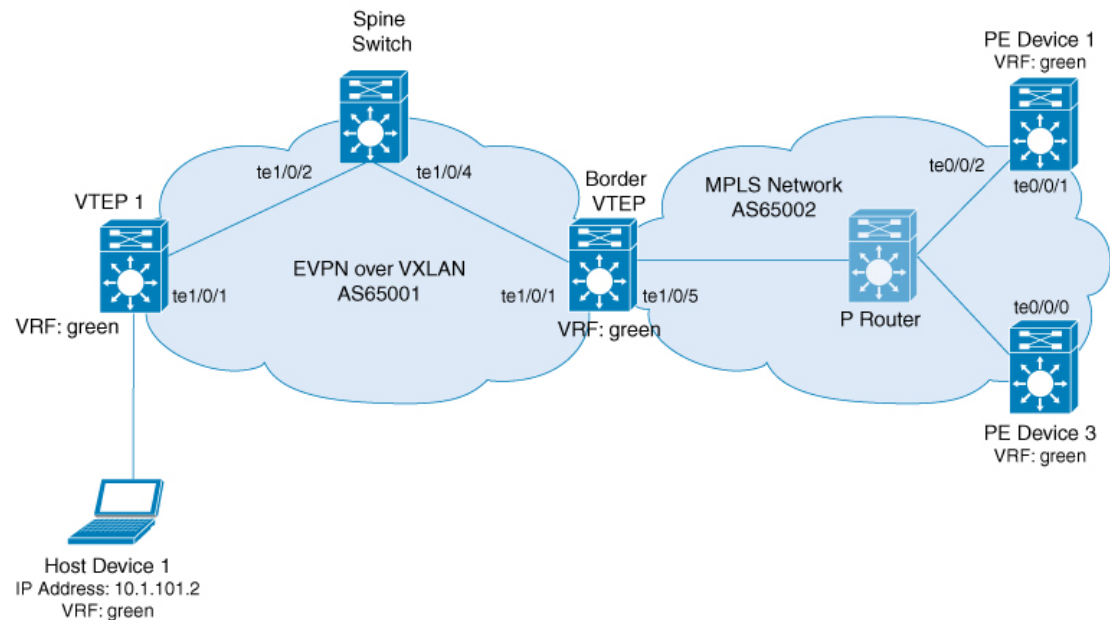 Spine
Switch
PE Device 1
VRF: green
te1/0/2
te1/0/4
te0/0/2
te0/0/1
VTEP 1
Border
VTEP
MPLS Network
AS65002
EVPN over VXLAN
AS65001
te1/0/1
te1/0/1
te1/0/5
VRF: green
VRF: green
P Router
te0/0/0
PE Device 3
VRF: green
Host Device 1
IP Address: 10.1.101.2
VRF: green